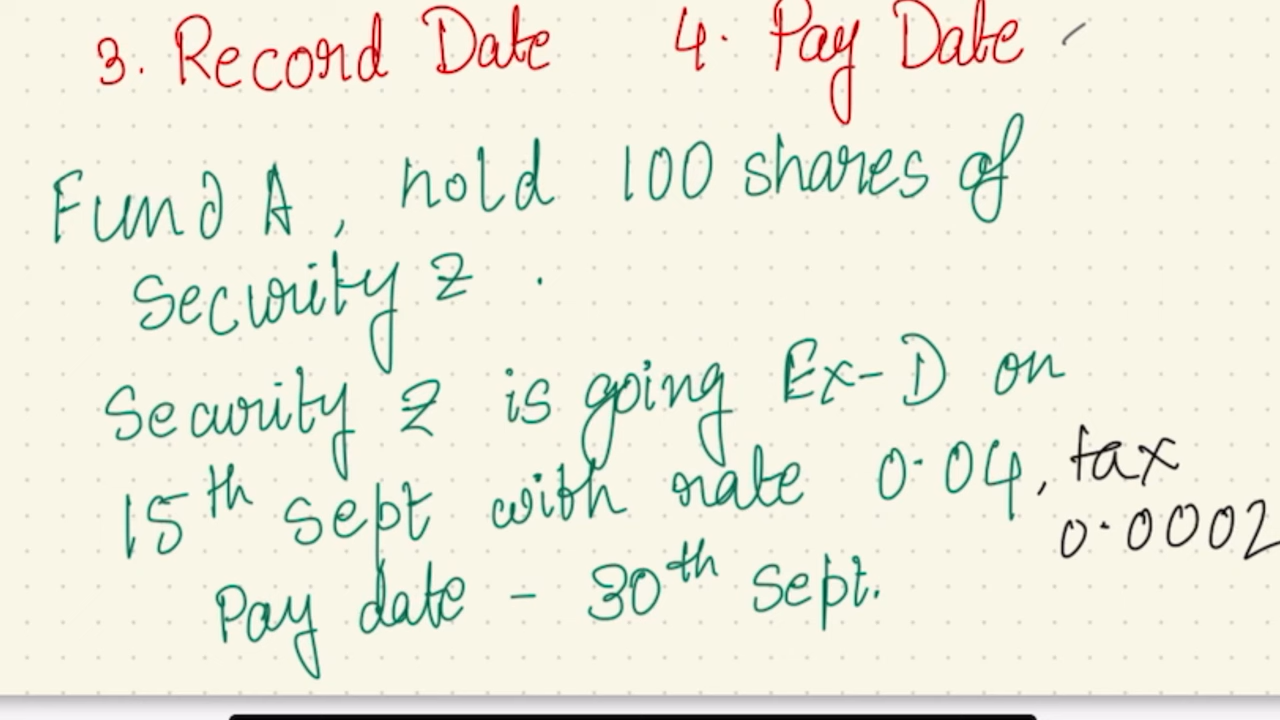 3. Record Date 4. Pay Date
Fund A, hold 100 shares of
Security Z.
Security Z is going Ex-D on
15th Sept with rate 0.04, tax
0.0002
Pay date - 30th Sept.